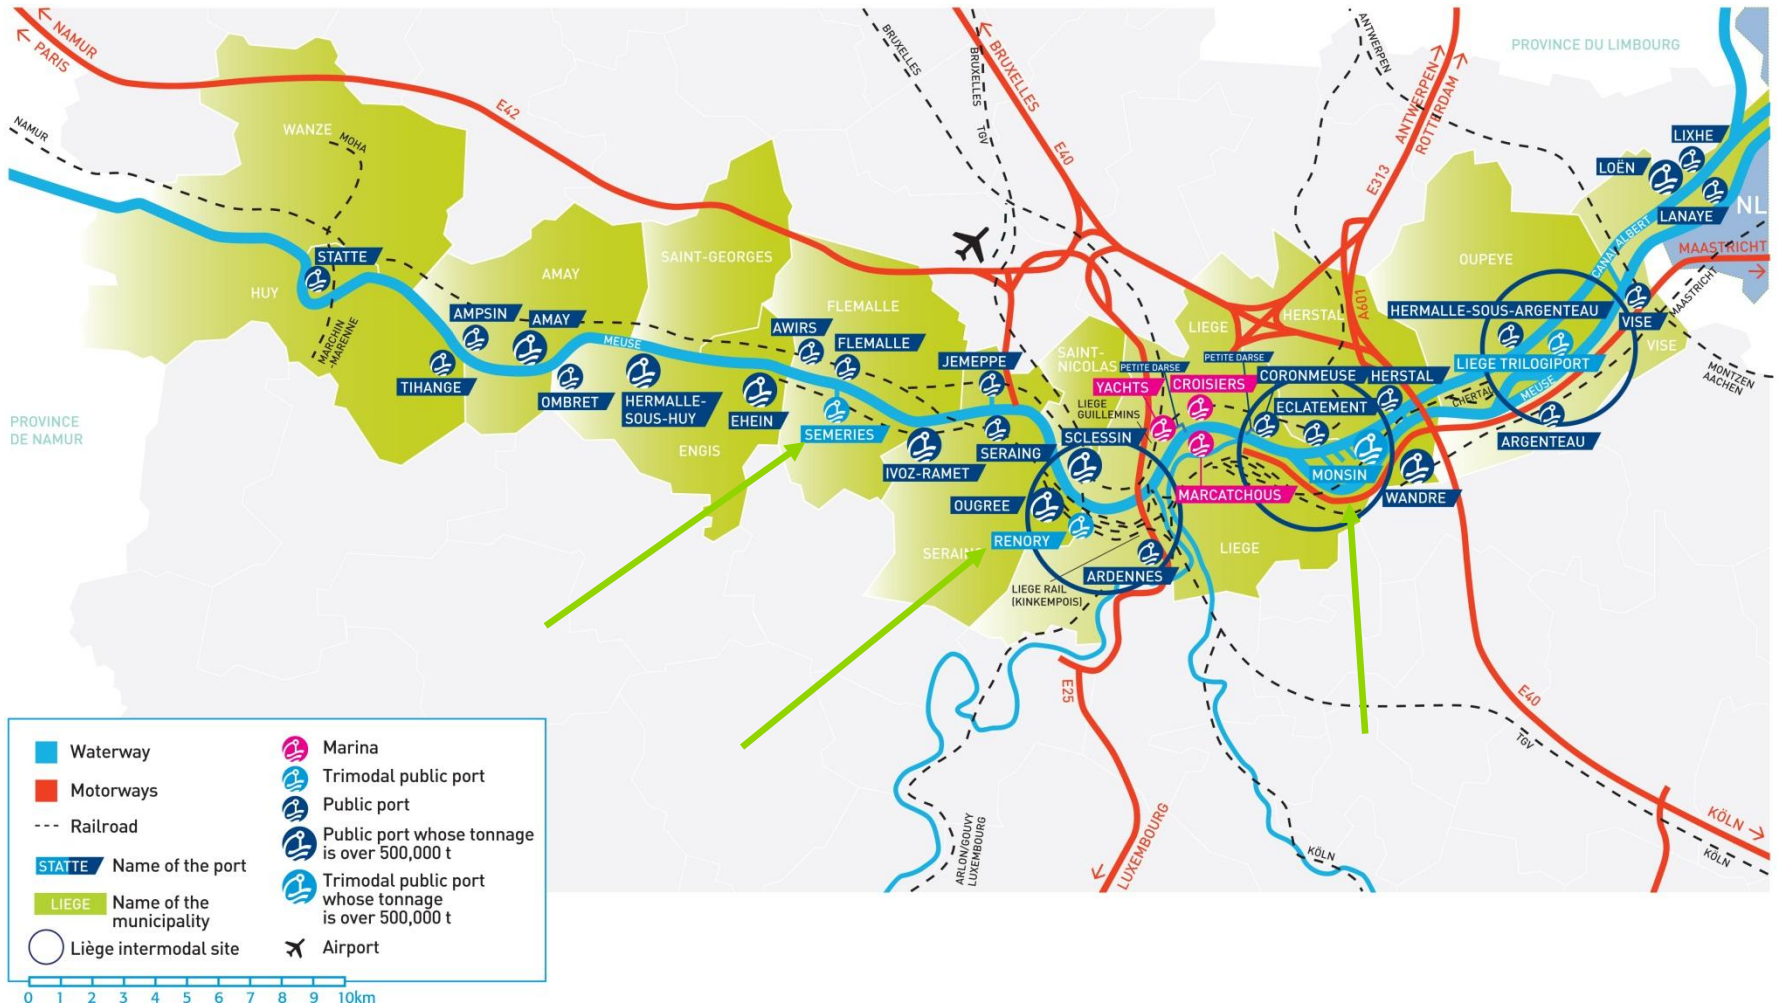 NAMUR
PARIS
E42
BRUXELLES
BRUXELLES
TGV
BRUXELLES
E40
ANTWERPEN
ANTWERPEN
ROTTERDAM
E313
PROVINCE DU LIMBOURG
WANZE
MOHA
NAMUR
LIXHE
LOËN
LANAYE
NL
MAASTRICHT
CANAL ALBERT
OUPEYE
STATTE
HUY
AMAY
SAINT-GEORGES
FLEMALLE
MARCHIN
-MARENNE
AMPSIN
AMAY
MEUSE
AWIRS
FLEMALLE
JEMEPPE
SAINT-
NICOLAS
PETITE DARSE
PETITE DARSE
LIEGE
HERSTAL
A601
HERMALLE-SOUS-ARGENTEAU
VISE
VISE
MAASTRICHT
MONTZEN
AACHEN
LIEGE TRILOGIPORT
MEUSE
CHERTAL
YACHTS
CROISIERS
CORONMEUSE
HERSTAL
ECLATEMENT
LIEGE
GUILLEMINS
TIHANGE
OMBRET
HERMALLE-
SOUS-HUY
EHEIN
SEMERIES
ENGIS
IVOZ-RAMET
SERAING
SCLESSIN
MONSIN
MARCATCHOUS
WANDRE
ARGENTEAU
PROVINCE
DE NAMUR
OUGREE
RENORY
SERAING
ARDENNES
LIEGE
LIEGE RAIL
(KINKEMPOIS)
E25
E40
TGV
KÖLN
KÖLN
KÖLN
LUXEMBOURG
ARLON/GOUVY
LUXEMBOURG
Waterway
Motorways
Railroad
STATTE Name of the port
LIEGE Name of the
municipality
Liège intermodal site
Marina
Trimodal public port
Public port
Public port whose tonnage
is over 500,000 t
Trimodal public port
whose tonnage
is over 500,000 t
Airport
0 1 2 3 4 5 6 7 8 9 10km